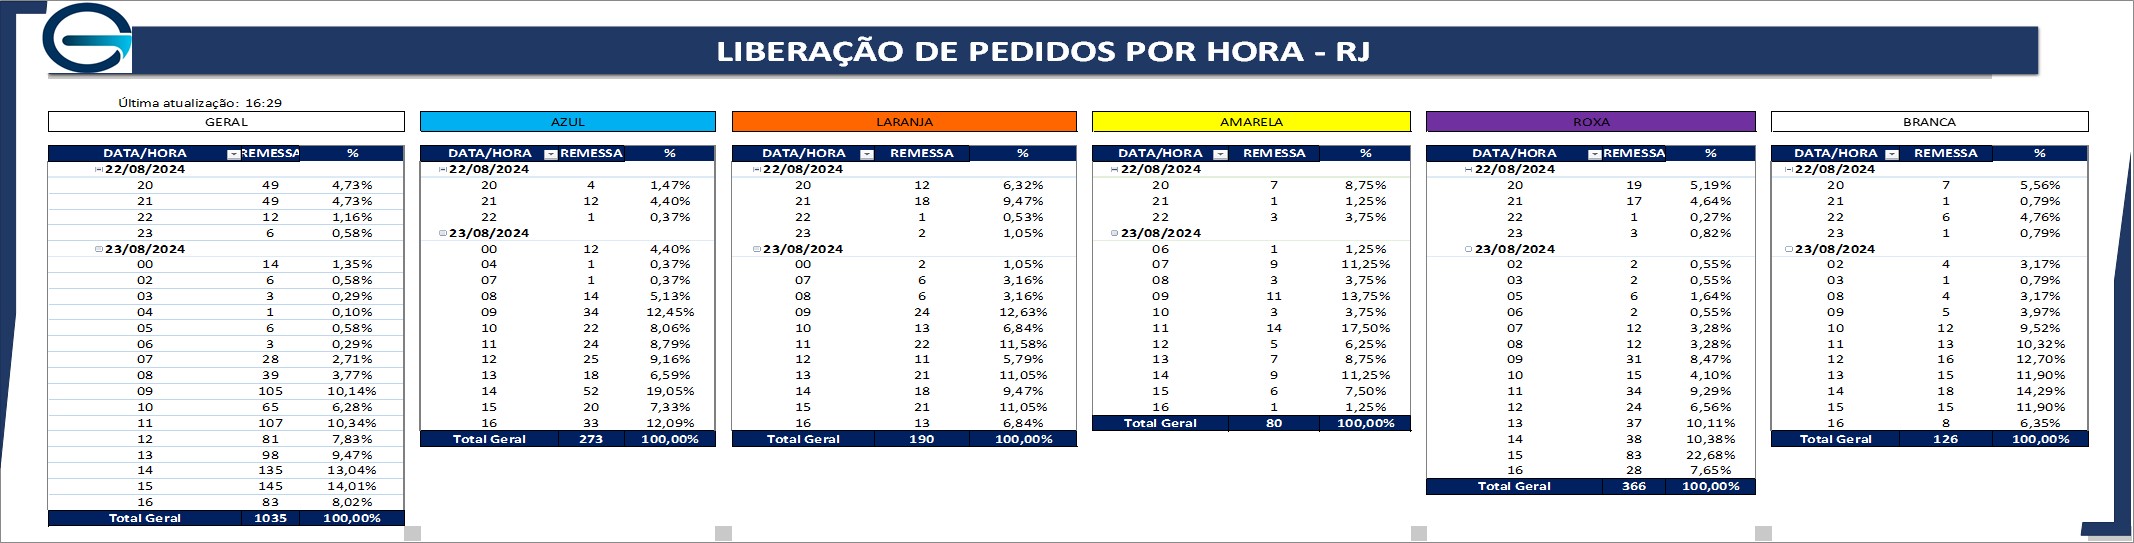 LIBERAÇÃO DE PEDIDOS POR HORA - RJ
Última atualização: 16:29
GERAL
DATA/HORA REMESSA %
22/08/2024
20 49 4,73%
21 49 4,73%
22 12 1,16%
23 6 0,58%
23/08/2024
00 14 1,35%
02 6 0,58%
03 3 0,29%
04 1 0,10%
05 6 0,58%
06 3 0,29%
07 28 2,71%
08 39 3,77%
09 105 10,14%
10 65 6,28%
11 107 10,34%
12 81 7,83%
13 98 9,47%
14 135 13,04%
15 145 14,01%
16 83 8,02%
Total Geral 1035 100,00%
AZUL
DATA/HORA REMESSA %
22/08/2024
20 4 1,47%
21 12 4,40%
22 1 0,37%
23/08/2024
00 12 4,40%
04 1 0,37%
07 1 0,37%
08 14 5,13%
09 34 12,45%
10 22 8,06%
11 24 8,79%
12 25 9,16%
13 18 6,59%
14 52 19,05%
15 20 7,33%
16 33 12,09%
Total Geral 273 100,00%
LARANJA
DATA/HORA REMESSA %
22/08/2024
20 12 6,32%
21 18 9,47%
22 1 0,53%
23 2 1,05%
23/08/2024
00 2 1,05%
07 6 3,16%
08 6 3,16%
09 24 12,63%
10 13 6,84%
11 22 11,58%
12 11 5,79%
13 21 11,05%
14 18 9,47%
15 21 11,05%
16 13 6,84%
Total Geral 190 100,00%
AMARELA
DATA/HORA REMESSA %
22/08/2024
20 7 8,75%
21 1 1,25%
22 3 3,75%
23/08/2024
06 1 1,25%
07 9 11,25%
08 3 3,75%
09 11 13,75%
10 3 3,75%
11 14 17,50%
12 5 6,25%
13 7 8,75%
14 9 11,25%
15 6 7,50%
16 1 1,25%
Total Geral 80 100,00%
ROXA
DATA/HORA REMESSA %
22/08/2024
20 19 5,19%
21 17 4,64%
22 1 0,27%
23 3 0,82%
23/08/2024
02 2 0,55%
03 2 0,55%
05 6 1,64%
06 2 0,55%
07 12 3,28%
08 12 3,28%
09 31 8,47%
10 15 4,10%
11 34 9,29%
12 24 6,56%
13 37 10,11%
14 38 10,38%
15 83 22,68%
16 28 7,65%
Total Geral 366 100,00%
BRANCA
DATA/HORA REMESSA %
22/08/2024
20 7 5,56%
21 1 0,79%
22 6 4,76%
23 1 0,79%
23/08/2024
02 4 3,17%
03 1 0,79%
08 4 3,17%
09 5 3,97%
10 12 9,52%
11 13 10,32%
12 16 12,70%
13 15 11,90%
14 18 14,29%
15 15 11,90%
16 8 6,35%
Total Geral 126 100,00%